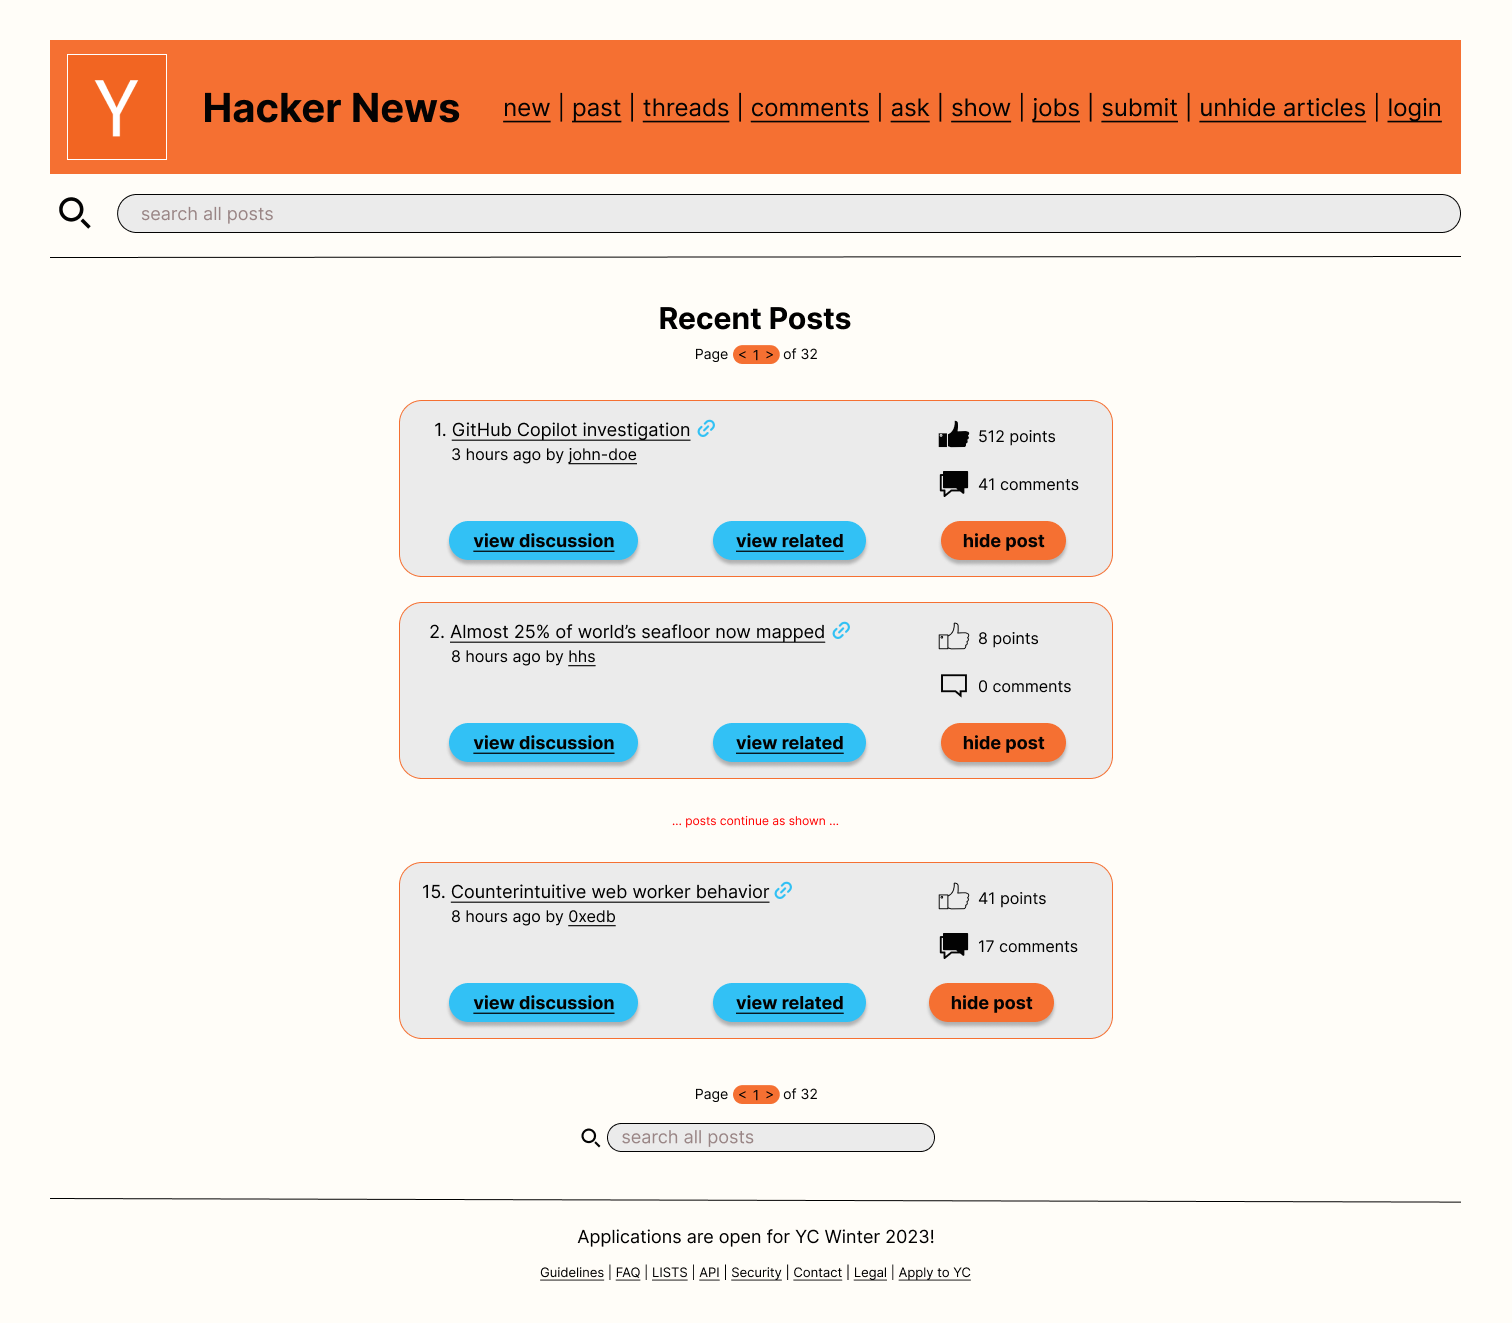 Y
Hacker News new | past | threads | comments | ask | show | jobs | submit | unhide articles | login
search all posts
Recent Posts
Page < 1 > of 32
1. GitHub Copilot investigation
3 hours ago by john-doe
512 points
41 comments
view discussion view related hide post
2. Almost 25% of world’s seafloor now mapped
8 hours ago by hhs
8 points
0 comments
view discussion view related hide post
... posts continue as shown ...
15. Counterintuitive web worker behavior
8 hours ago by 0xedb
41 points
17 comments
view discussion view related hide post
Page < 1 > of 32
search all posts
Applications are open for YC Winter 2023!
Guidelines | FAQ | LISTS | API | Security | Contact | Legal | Apply to YC